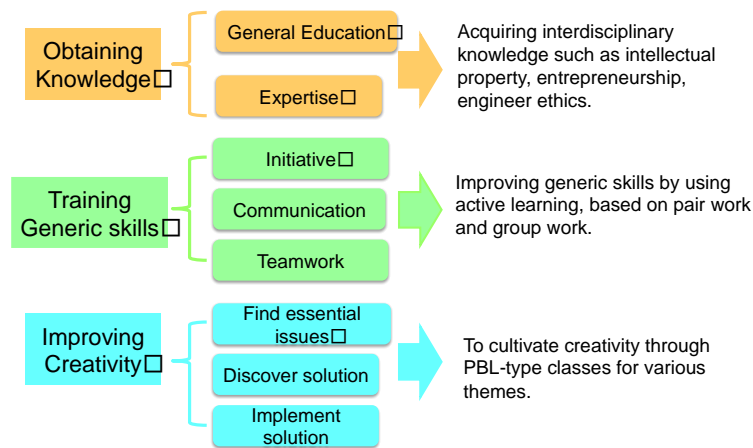 Obtaining
Knowledge□
General Education□
Expertise□
Acquiring interdisciplinary
knowledge such as intellectual
property, entrepreneurship,
engineer ethics.
Training
Generic skills□
Initiative□
Communication
Teamwork
Improving generic skills by using
active learning, based on pair work
and group work.
Improving
Creativity□
Find essential
issues□
Discover solution
Implement
solution
To cultivate creativity through
PBL-type classes for various
themes.